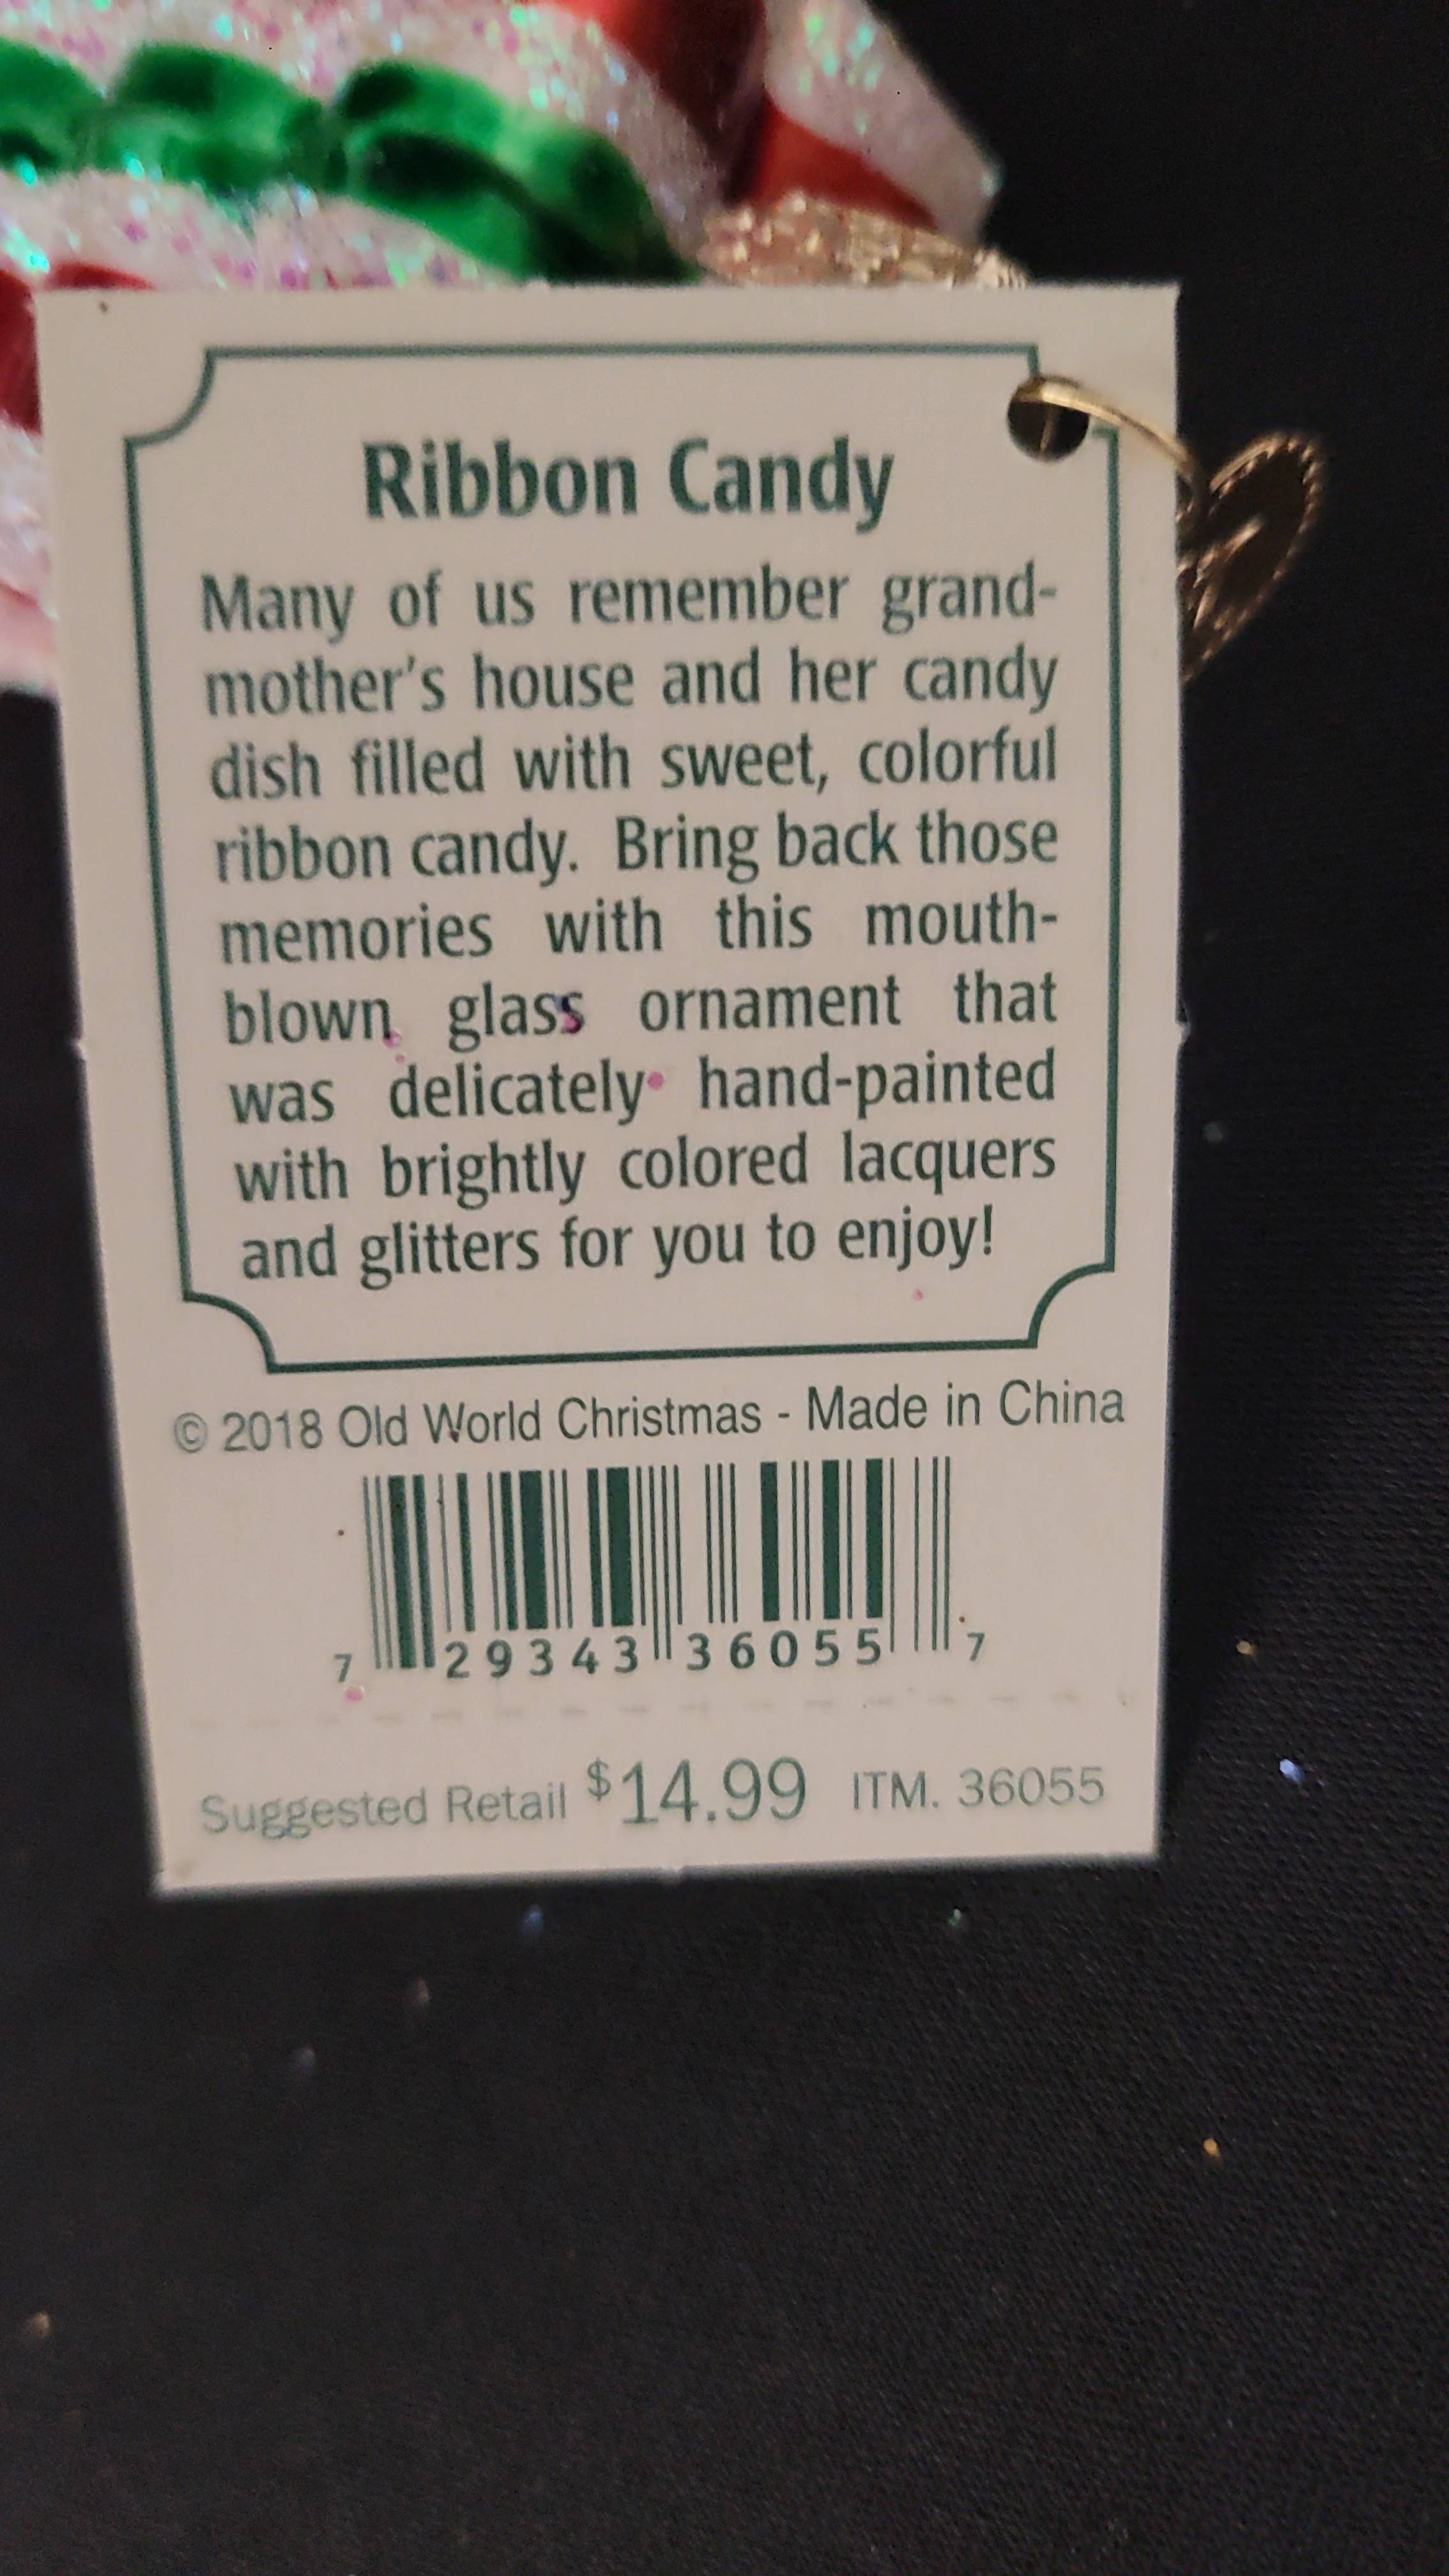 Ribbon Candy
Many of us remember grand-
mother's house and her candy
dish filled with sweet, colorful
ribbon candy. Bring back those
memories with this mouth-
blown glass ornament that
was delicately hand-painted
with brightly colored lacquers
and glitters for you to enjoy!
© 2018 Old World Christmas - Made in China
7 29343 36055 7
Suggested Retail $14.99 ITM. 36055